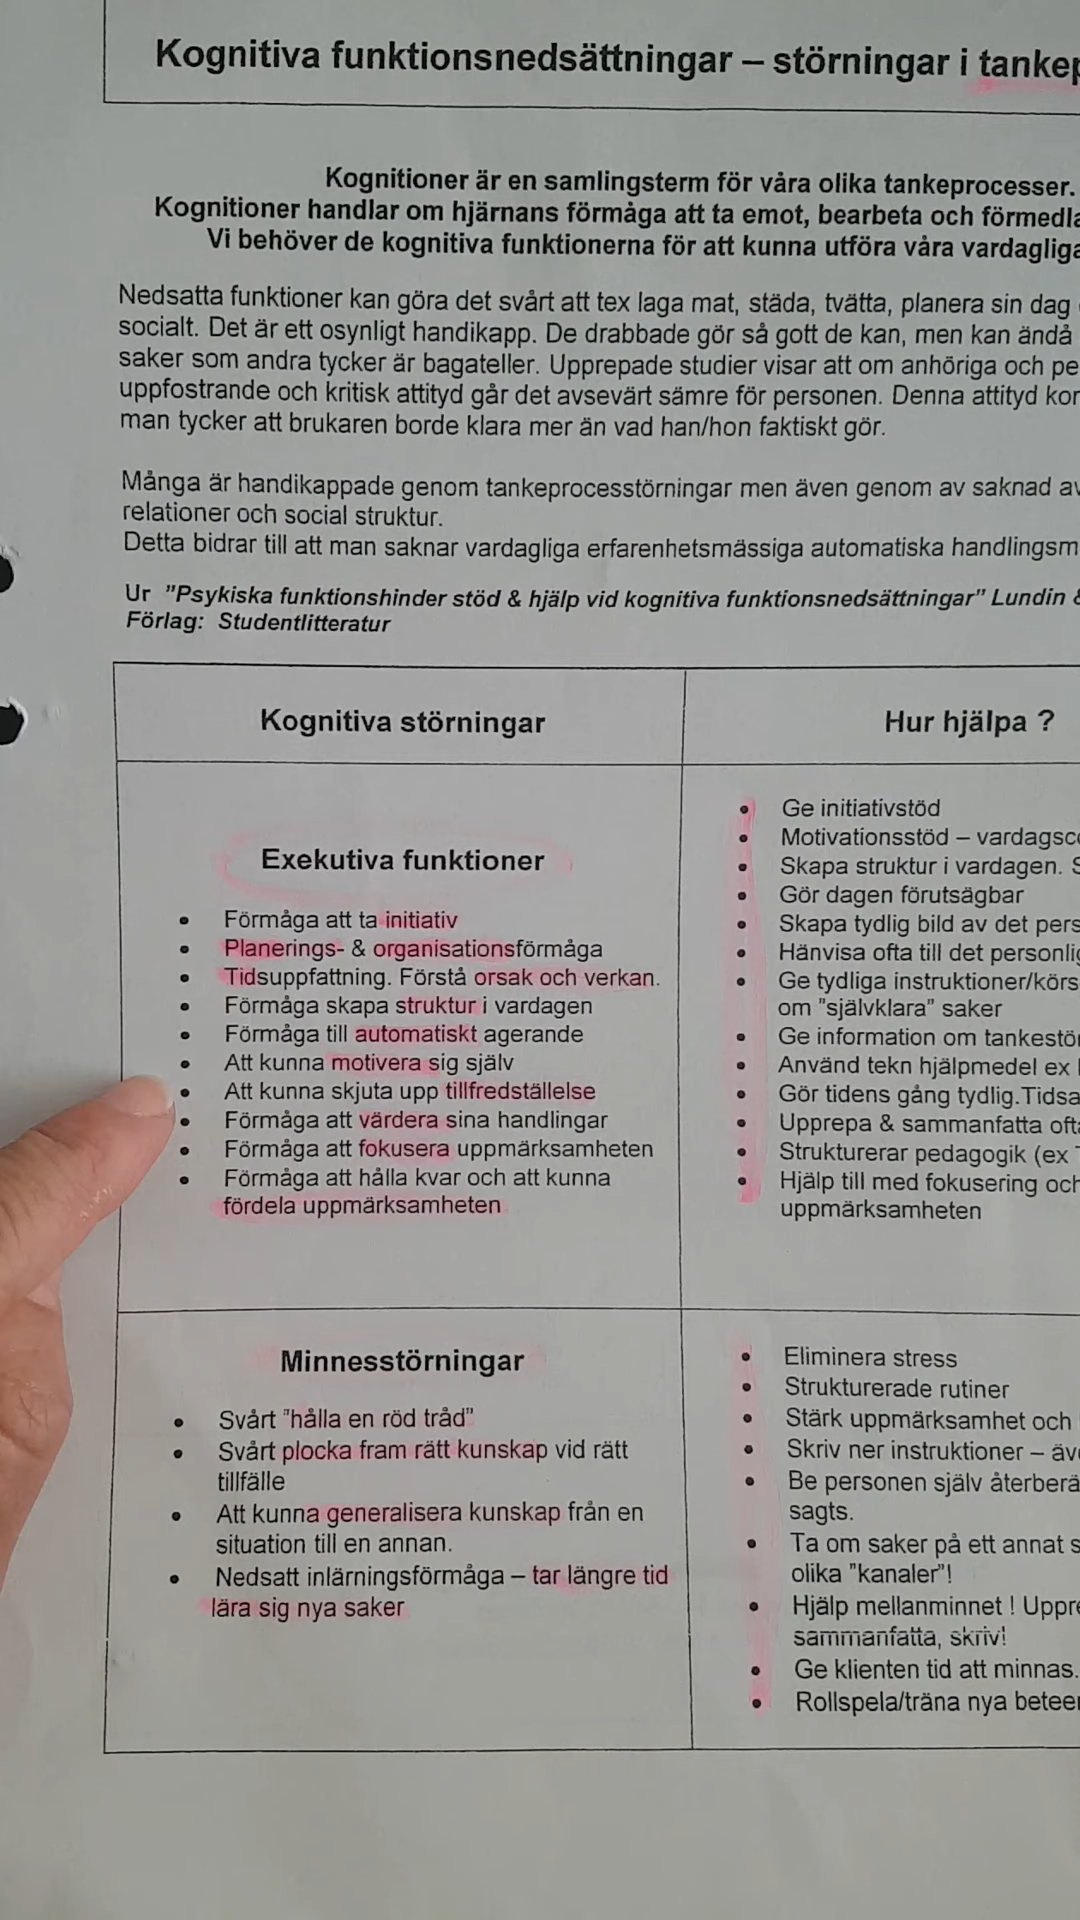 Kognitiva funktionsnedsättningar – störningar i
Kognitioner är en samlingsterm för våra olika tankeprocesser.
Kognitioner handlar om hjärnans förmåga att ta emot, bearbeta och
Vi behöver de kognitiva funktionerna för att kunna utföra våra
Nedsatta funktioner kan göra det svårt att tex laga mat, städa, tvätta, planera sin dag
socialt. Det är ett osynligt handikapp. De drabbade gör så gott de kan, men kan ändå
saker som andra tycker är bagateller. Upprepade studier visar att om anhöriga och
uppfostrande och kritisk attityd går det avsevärt sämre för personen. Denna attityd
man tycker att brukaren borde klara mer än vad han/hon faktiskt gör.
Många är handikappade genom tankeprocesstörningar men även genom av saknad
relationer och social struktur.
Detta bidrar till att man saknar vardagliga erfarenhetsmässiga automatiska
Ur "Psykiska funktionshinder stöd & hjälp vid kognitiva funktionsnedsättningar" Lundin &
Förlag: Studentlitteratur
Kognitiva störningar
Exekutiva funktioner
• Förmåga att ta initiativ
• Planerings- & organisationsförmåga
• Tidsuppfattning. Förstå orsak och verkan.
• Förmåga skapa struktur i vardagen
• Förmåga till automatiskt agerande
• Att kunna motivera sig själv
• Att kunna skjuta upp tillfredställelse
• Förmåga att värdera sina handlingar
• Förmåga att fokusera uppmärksamheten
• Förmåga att hålla kvar och att kunna
fördela uppmärksamheten
Hur hjälpa ?
• Ge initiativstöd
• Motivationsstöd –
• Skapa struktur i vardagen.
• Gör dagen förutsägbar
• Skapa tydlig bild av det
• Hänvisa ofta till det
• Ge tydliga
om "självklara" saker
• Ge information om
• Använd tekn hjälpmedel ex
• Gör tidens gång tydlig.
• Upprepa & sammanfatta
• Strukturerar pedagogik (ex
• Hjälp till med fokusering
uppmärksamheten
Minnesstörningar
• Svårt "hålla en röd tråd"
• Svårt plocka fram rätt kunskap vid rätt
tillfälle
• Att kunna generalisera kunskap från en
situation till en annan.
• Nedsatt inlärningsförmåga – tar längre tid
lära sig nya saker
• Eliminera stress
• Strukturerade rutiner
• Stärk uppmärksamhet och
• Skriv ner instruktioner –
• Be personen själv
sagts.
• Ta om saker på ett annat
olika "kanaler"!
• Hjälp mellanminnet !
sammanfatta, skriv!
• Ge klienten tid att minnas.
• Rollspela/träna nya